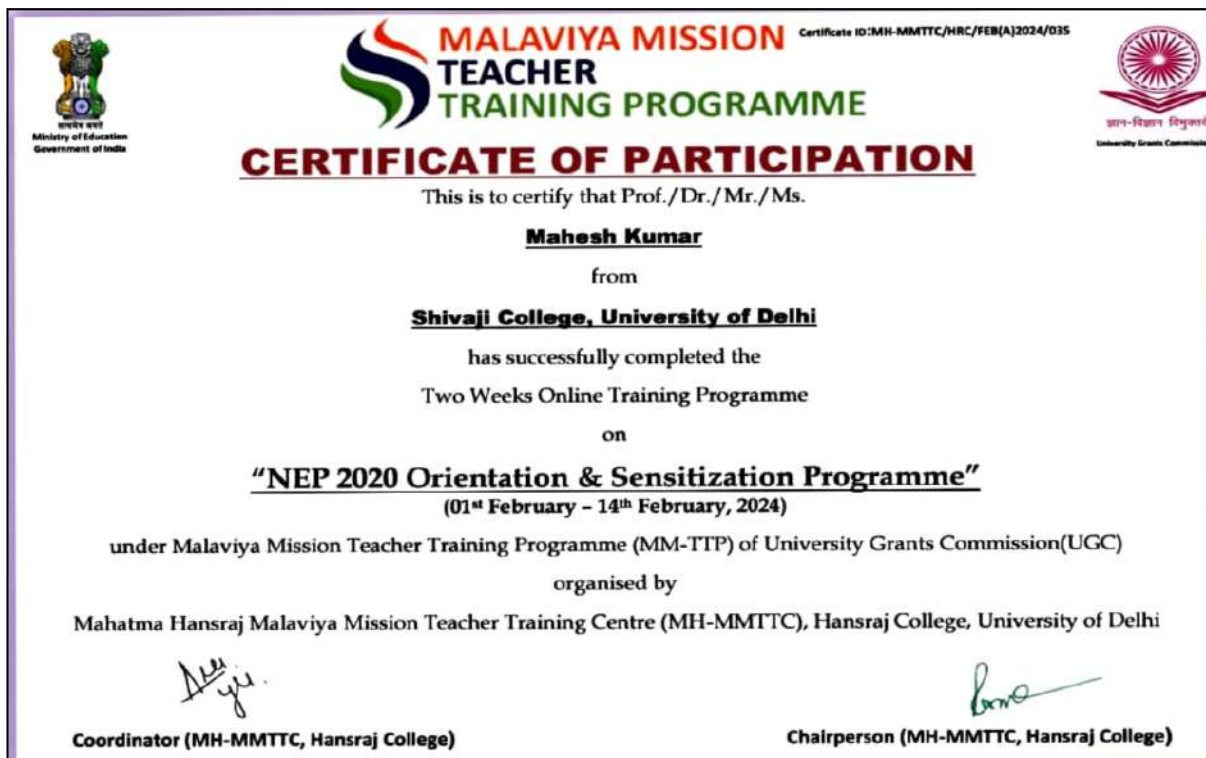 सत्यमेव जयते
Ministry of Education
Government of India
MALAVIYA MISSION
TEACHER
TRAINING PROGRAMME
Certificate ID:MH-MMTTC/HRC/FEB(A)2024/035
ज्ञान-विज्ञान विमुक्तये
University Grants Commissio
CERTIFICATE OF PARTICIPATION
This is to certify that Prof./Dr./Mr./Ms.
Mahesh Kumar
from
Shivaji College, University of Delhi
has successfully completed the
Two Weeks Online Training Programme
on
“NEP 2020 Orientation & Sensitization Programme”
(01st February – 14th February, 2024)
under Malaviya Mission Teacher Training Programme (MM-TTP) of University Grants Commission(UGC)
organised by
Mahatma Hansraj Malaviya Mission Teacher Training Centre (MH-MMTTC), Hansraj College, University of Delhi
Coordinator (MH-MMTTC, Hansraj College)
Chairperson (MH-MMTTC, Hansraj College)